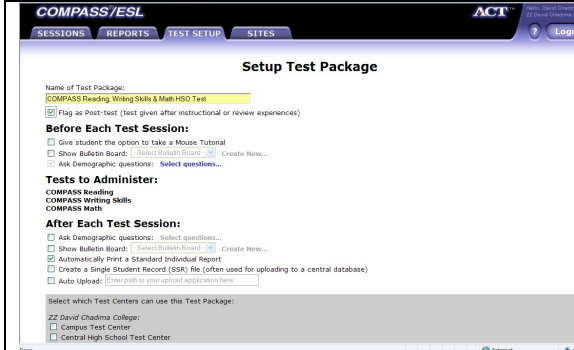 COMPASS/ESL
ACT™
Hello, David Chadi
ZZ David Chadima
SESSIONS REPORTS TEST SETUP SITES
? Log
Setup Test Package
Name of Test Package:
COMPASS Reading, Writing Skills & Math HSO Test
Flag as Post-test (test given after instructional or review experiences)
Before Each Test Session:
Give student the option to take a Mouse Tutorial
Show Bulletin Board: - Select Bulletin Board - Create New...
Ask Demographic questions: Select questions...
Tests to Administer:
COMPASS Reading
COMPASS Writing Skills
COMPASS Math
After Each Test Session:
Ask Demographic questions: Select questions...
Show Bulletin Board: - Select Bulletin Board - Create New...
Automatically Print a Standard Individual Report
Create a Single Student Record (SSR) file (often used for uploading to a central database)
Auto Upload: Enter path to your upload application here
Select which Test Centers can use this Test Package:
ZZ David Chadima College:
Campus Test Center
Central High School Test Center
Internet